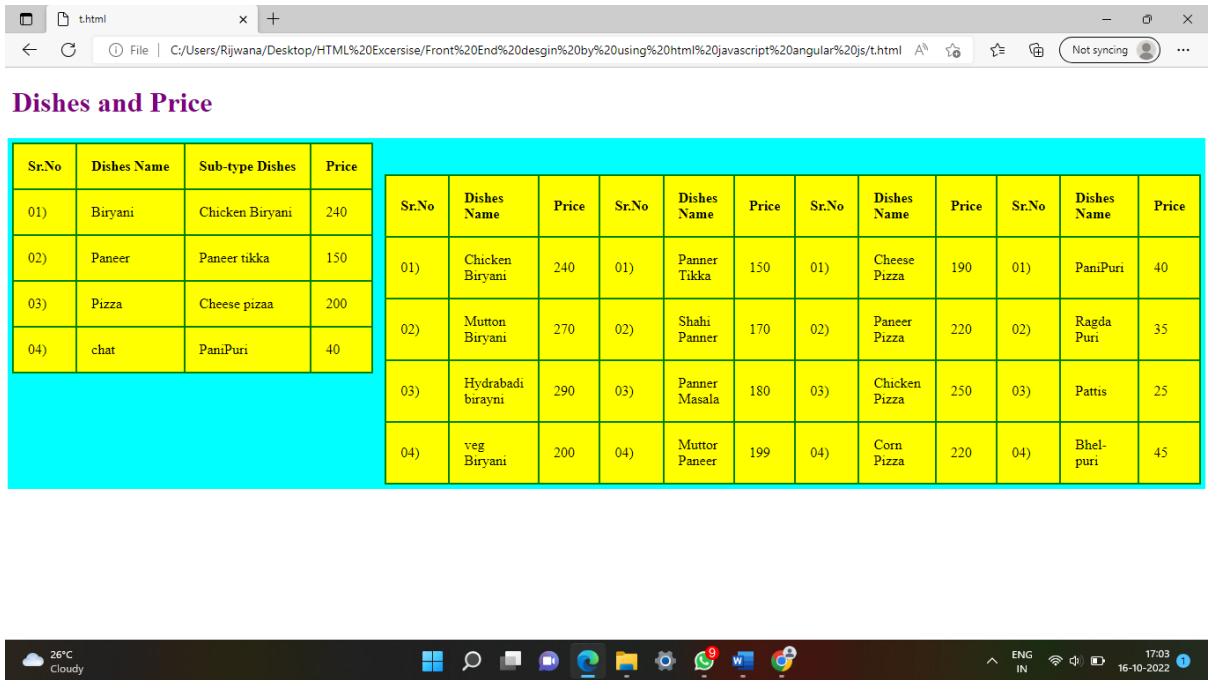 t.html
File | C:/Users/Rijwana/Desktop/HTML%20Excersise/Front%20End%20desgin%20by%20using%20html%20javascript%20angular%20js/t.html
Not syncing
Dishes and Price
Sr.No Dishes Name Sub-type Dishes Price
01) Biryani Chicken Biryani 240
02) Paneer Paneer tikka 150
03) Pizza Cheese pizaa 200
04) chat PaniPuri 40
Sr.No Dishes Name Price Sr.No Dishes Name Price Sr.No Dishes Name Price Sr.No Dishes Name Price
01) Chicken Biryani 240 01) Panner Tikka 150 01) Cheese Pizza 190 01) PaniPuri 40
02) Mutton Biryani 270 02) Shahi Panner 170 02) Paneer Pizza 220 02) Ragda Puri 35
03) Hydrabadi birayni 290 03) Panner Masala 180 03) Chicken Pizza 250 03) Pattis 25
04) veg Biryani 200 04) Muttor Paneer 199 04) Corn Pizza 220 04) Bhel-puri 45
26°C
Cloudy
9
ENG
IN
17:03
16-10-2022
1